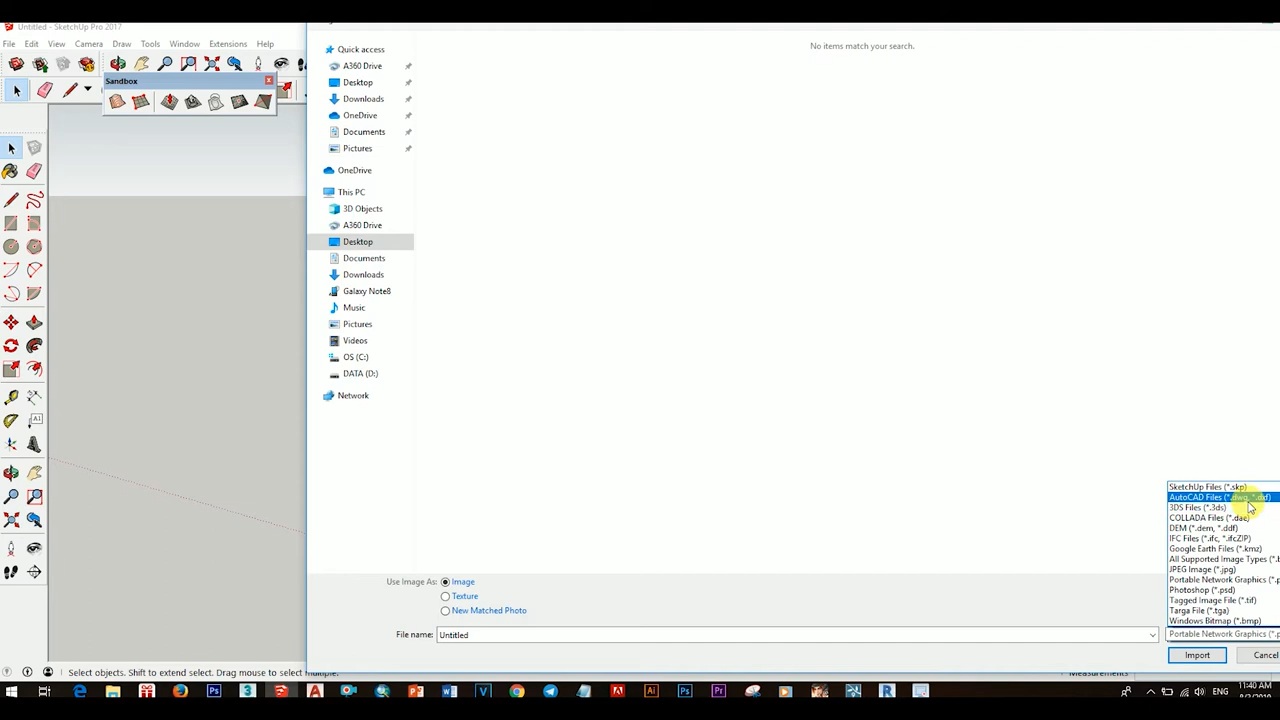 Untitled - SketchUp Pro 2017
File Edit View Camera Draw Tools Window Extensions Help
Sandbox
Quick access
A360 Drive
Desktop
Downloads
OneDrive
Documents
Pictures
OneDrive
This PC
3D Objects
A360 Drive
Desktop
Documents
Downloads
Galaxy Note8
Music
Pictures
Videos
OS (C:)
DATA (D:)
Network
No items match your search.
SketchUp Files (*.skp)
AutoCAD Files (*.dwg, *.dxf)
3DS Files (*.3ds)
COLLADA Files (*.dae)
DEM (*.dem, *.ddf)
IFC Files (*.ifc, *.ifcZIP)
Google Earth Files (*.kmz)
All Supported Image Types (*.b
JPEG Image (*.jpg)
Portable Network Graphics (*.p
Photoshop (*.psd)
Tagged Image File (*.tif)
Targa File (*.tga)
Windows Bitmap (*.bmp)
Portable Network Graphics (*.p
Use Image As: Image
Texture
New Matched Photo
File name: Untitled
Import Cancel
Select objects. Shift to extend select. Drag mouse to select multiple.
Measurements
ENG
11:40 AM